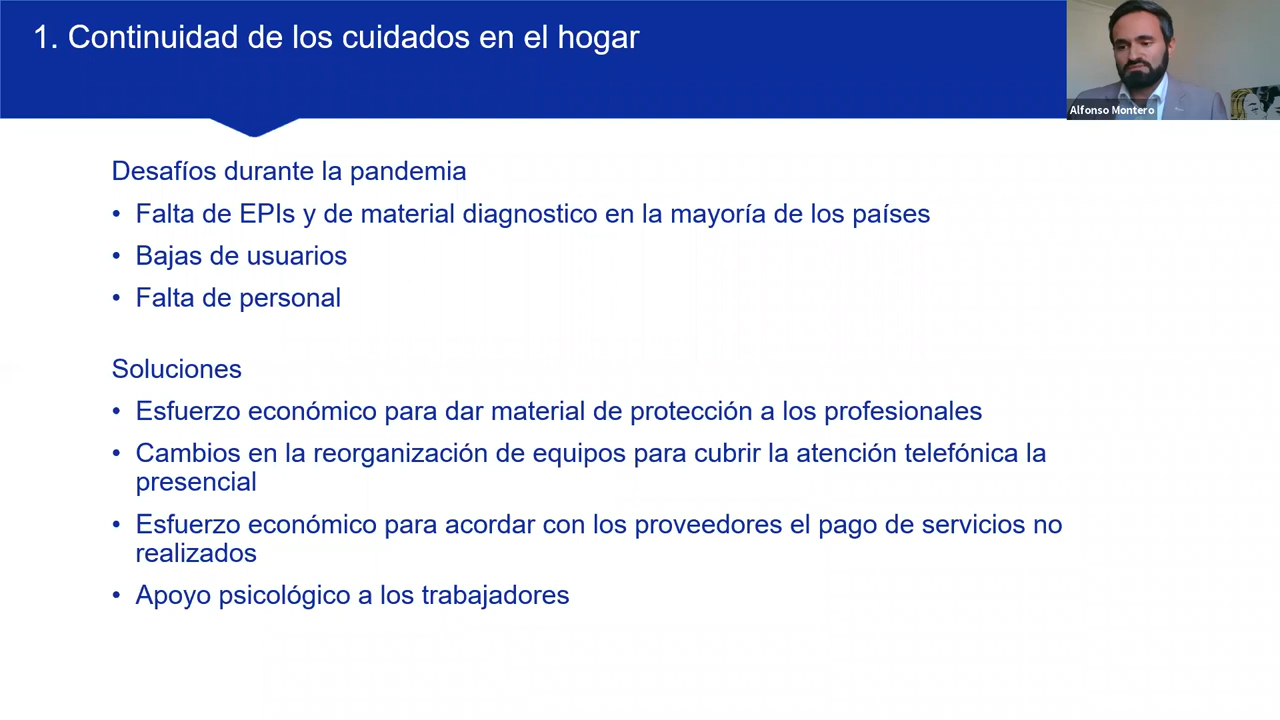 1. Continuidad de los cuidados en el hogar
Alfonso Montero
Desafíos durante la pandemia
• Falta de EPIs y de material diagnostico en la mayoría de los países
• Bajas de usuarios
• Falta de personal
Soluciones
• Esfuerzo económico para dar material de protección a los profesionales
• Cambios en la reorganización de equipos para cubrir la atención telefónica la
presencial
• Esfuerzo económico para acordar con los proveedores el pago de servicios no
realizados
• Apoyo psicológico a los trabajadores